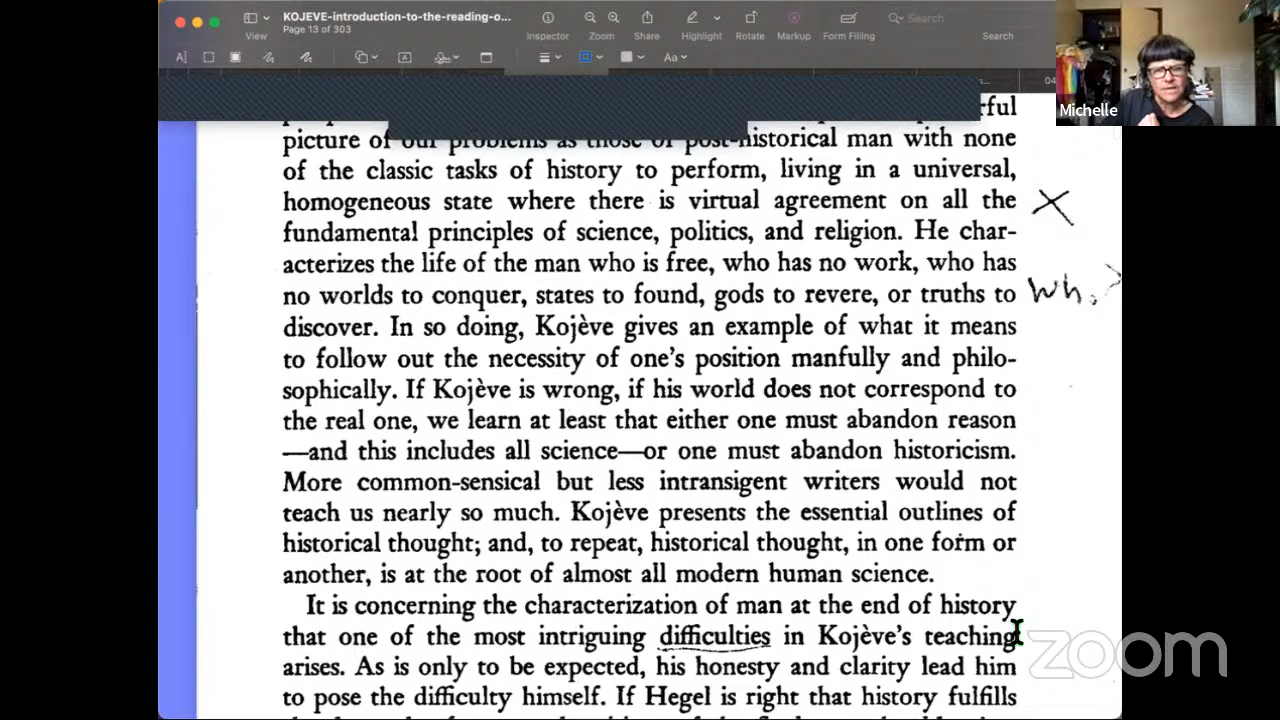 KOJEVE-introduction-to-the-reading-o...
Page 13 of 303
View
Inspector
Zoom
Share
Highlight
Rotate
Markup
Form Filling
Search
Search
Aa
04
Michelle
rful
picture of our problems as those of post-historical man with none
of the classic tasks of history to perform, living in a universal,
homogeneous state where there is virtual agreement on all the
fundamental principles of science, politics, and religion. He char-
acterizes the life of the man who is free, who has no work, who has
no worlds to conquer, states to found, gods to revere, or truths to
discover. In so doing, Kojève gives an example of what it means
to follow out the necessity of one's position manfully and philo-
sophically. If Kojève is wrong, if his world does not correspond to
the real one, we learn at least that either one must abandon reason
—and this includes all science—or one must abandon historicism.
More common-sensical but less intransigent writers would not
teach us nearly so much. Kojève presents the essential outlines of
historical thought; and, to repeat, historical thought, in one form or
another, is at the root of almost all modern human science.
It is concerning the characterization of man at the end of history
that one of the most intriguing difficulties in Kojève's teaching
arises. As is only to be expected, his honesty and clarity lead him
to pose the difficulty himself. If Hegel is right that history fulfills
zoom